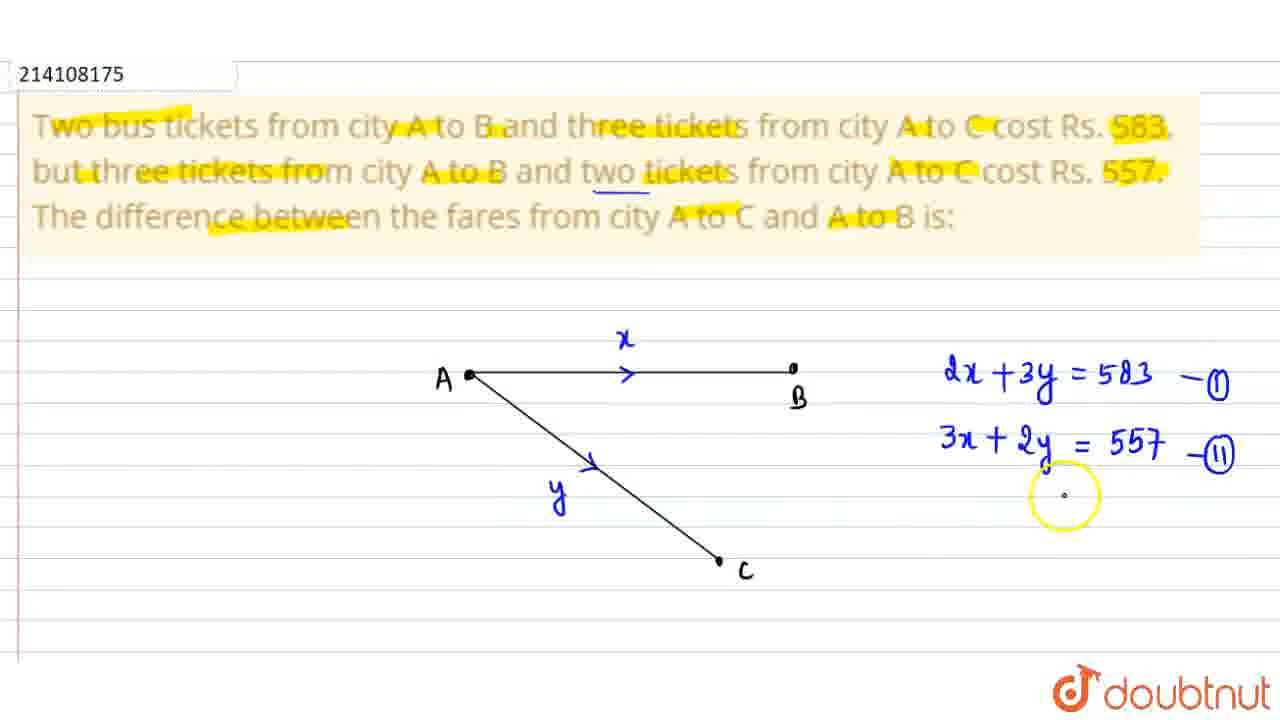 214108175
Two bus tickets from city A to B and three tickets from city A to C cost Rs. 583,
but three tickets from city A to B and two tickets from city A to C cost Rs. 557.
The difference between the fares from city A to C and A to B is:
x
A
B
y
C
2x + 3y = 583 - (I)
3x + 2y = 557 - (II)
doubtnut